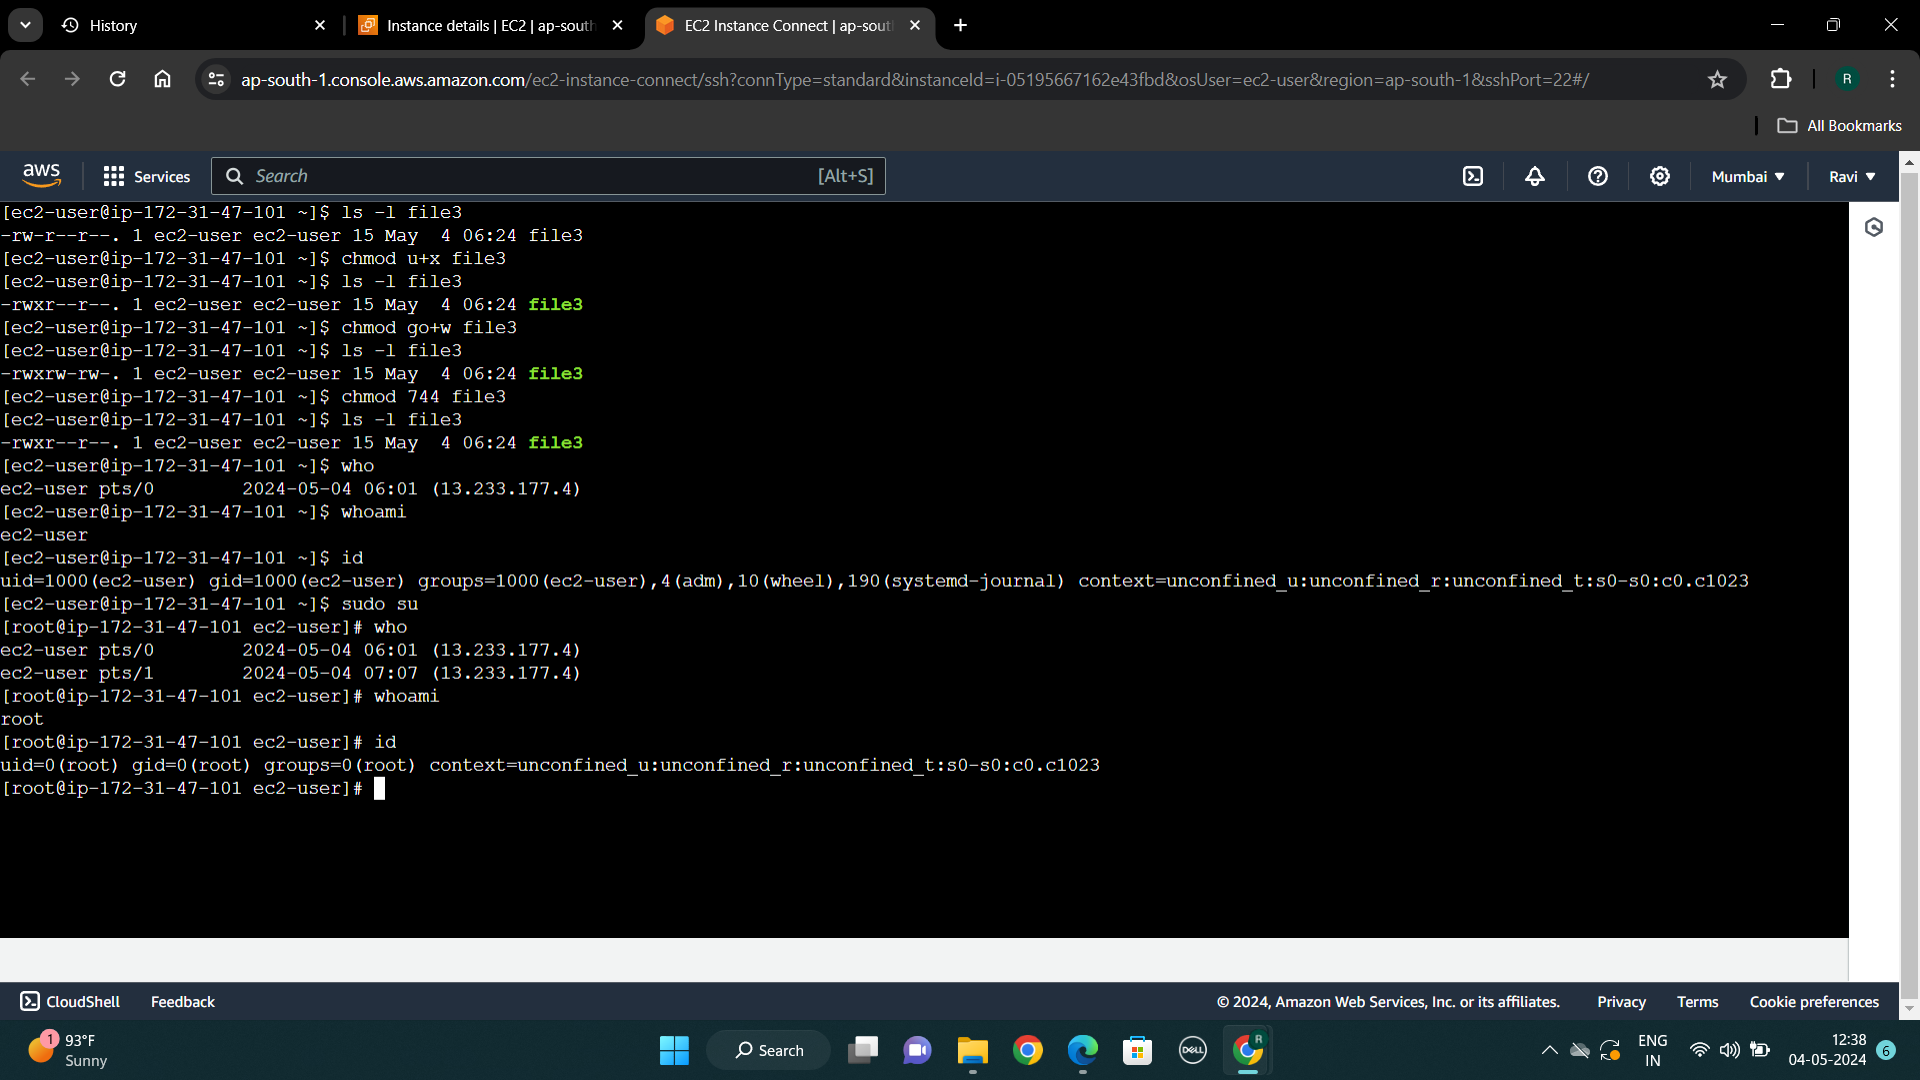 History
Instance details | EC2 | ap-south
EC2 Instance Connect | ap-sout
ap-south-1.console.aws.amazon.com/ec2-instance-connect/ssh?connType=standard&instanceId=i-05195667162e43fbd&osUser=ec2-user&region=ap-south-1&sshPort=22#/
R
All Bookmarks
aws
Services
Search
[Alt+S]
Mumbai
Ravi
[ec2-user@ip-172-31-47-101 ~]$ ls -l file3
-rw-r--r--. 1 ec2-user ec2-user 15 May  4 06:24 file3
[ec2-user@ip-172-31-47-101 ~]$ chmod u+x file3
[ec2-user@ip-172-31-47-101 ~]$ ls -l file3
-rwxr--r--. 1 ec2-user ec2-user 15 May  4 06:24 file3
[ec2-user@ip-172-31-47-101 ~]$ chmod go+w file3
[ec2-user@ip-172-31-47-101 ~]$ ls -l file3
-rwxrw-rw-. 1 ec2-user ec2-user 15 May  4 06:24 file3
[ec2-user@ip-172-31-47-101 ~]$ chmod 744 file3
[ec2-user@ip-172-31-47-101 ~]$ ls -l file3
-rwxr--r--. 1 ec2-user ec2-user 15 May  4 06:24 file3
[ec2-user@ip-172-31-47-101 ~]$ who
ec2-user pts/0        2024-05-04 06:01 (13.233.177.4)
[ec2-user@ip-172-31-47-101 ~]$ whoami
ec2-user
[ec2-user@ip-172-31-47-101 ~]$ id
uid=1000(ec2-user) gid=1000(ec2-user) groups=1000(ec2-user),4(adm),10(wheel),190(systemd-journal) context=unconfined_u:unconfined_r:unconfined_t:s0-s0:c0.c1023
[ec2-user@ip-172-31-47-101 ~]$ sudo su
[root@ip-172-31-47-101 ec2-user]# who
ec2-user pts/0        2024-05-04 06:01 (13.233.177.4)
ec2-user pts/1        2024-05-04 07:07 (13.233.177.4)
[root@ip-172-31-47-101 ec2-user]# whoami
root
[root@ip-172-31-47-101 ec2-user]# id
uid=0(root) gid=0(root) groups=0(root) context=unconfined_u:unconfined_r:unconfined_t:s0-s0:c0.c1023
[root@ip-172-31-47-101 ec2-user]#
CloudShell
Feedback
© 2024, Amazon Web Services, Inc. or its affiliates.
Privacy
Terms
Cookie preferences
1
93°F
Sunny
Search
DELL
R
ENG
IN
12:38
04-05-2024
6